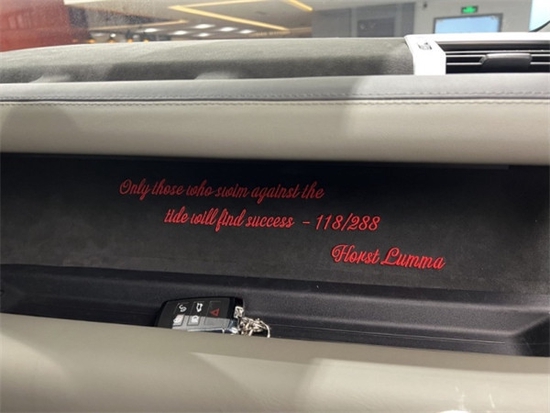 Only those who swim against the
tide will find success - 118/288
Horst Lumma